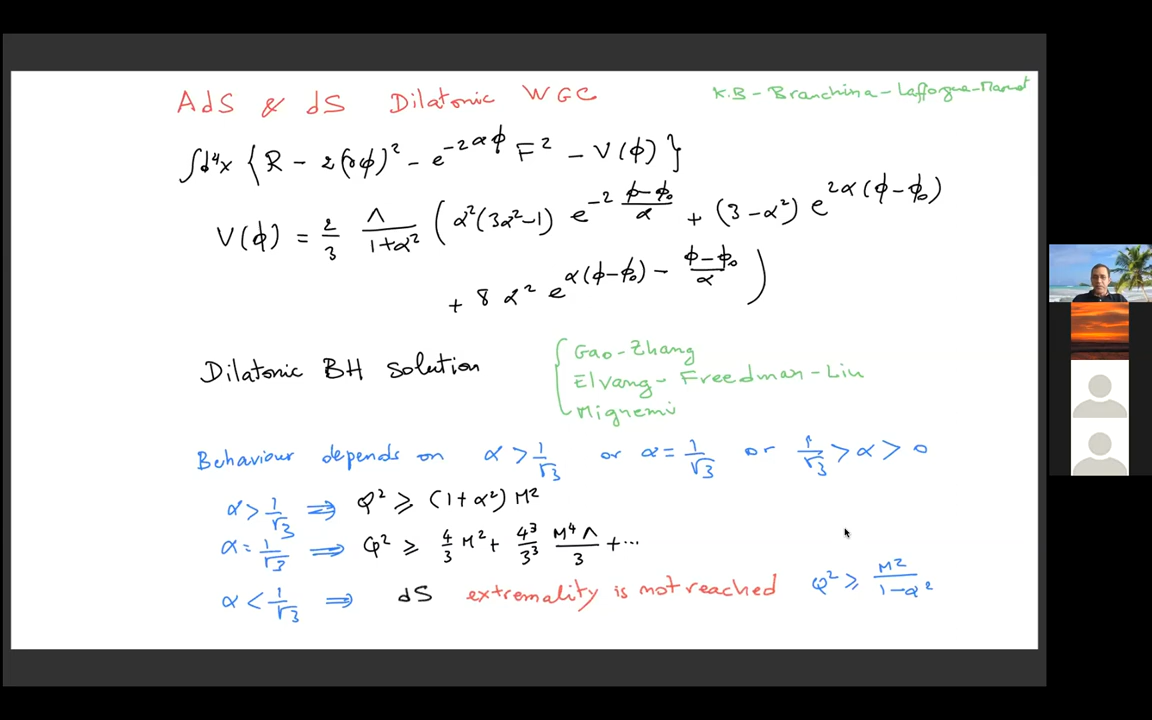 AdS & dS Dilatonic WGC
K.B - Branchina - Lafforgue-Marmet
∫d⁴x { R - 2(∂ϕ)² - e^{-2αϕ} F² - V(ϕ) }
V(ϕ) = 2/3 Λ/(1+α²) ( α²(3α²-1) e^{-2 (ϕ-ϕ₀)/α} + (3-α²) e^{2α(ϕ-ϕ₀)}
+ 8 α² e^{α(ϕ-ϕ₀) - (ϕ-ϕ₀)/α} )
Dilatonic BH solution
Gao-Zhang
Elvang-Freedman-Liu
Mignemi
Behaviour depends on α > 1/√3 or α = 1/√3 or 1/√3 > α > 0
α > 1/√3 ⟹ Q² ⩾ (1+α²) M²
α = 1/√3 ⟹ Q² ⩾ 4/3 M² + 4³/3³ M⁴Λ/3 + ...
α < 1/√3 ⟹ dS extremality is not reached Q² ⩾ M²/(1-α²)